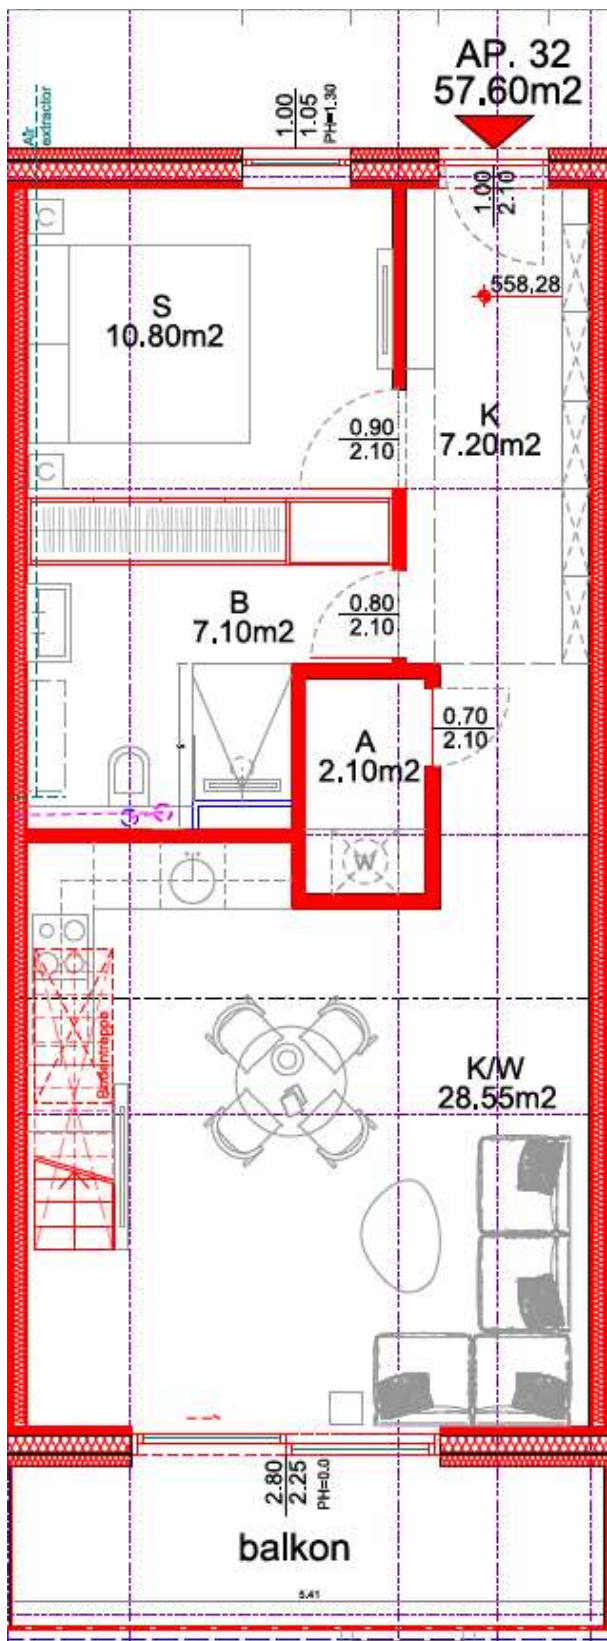 AP. 32
57.60m2
Air
extractor
1.00
1.05
PH=1.30
1.00
2.10
558,28
S
10.80m2
K
7.20m2
0.90
2.10
B
7.10m2
0.80
2.10
A
2.10m2
0.70
2.10
W
Bodentreppe
K/W
28.55m2
2.80
2.25
PH=0.0
balkon
5.41